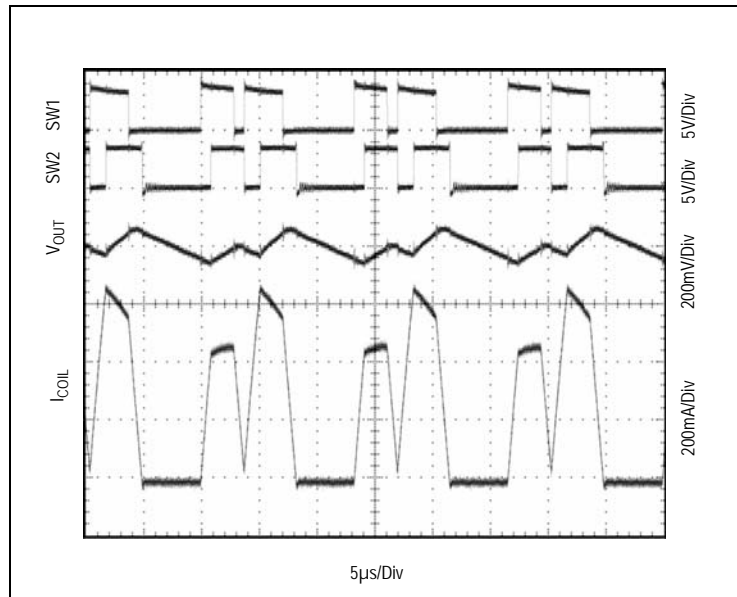 SW1
5V/Div
SW2
5V/Div
VOUT
200mV/Div
ICOIL
200mA/Div
5µs/Div